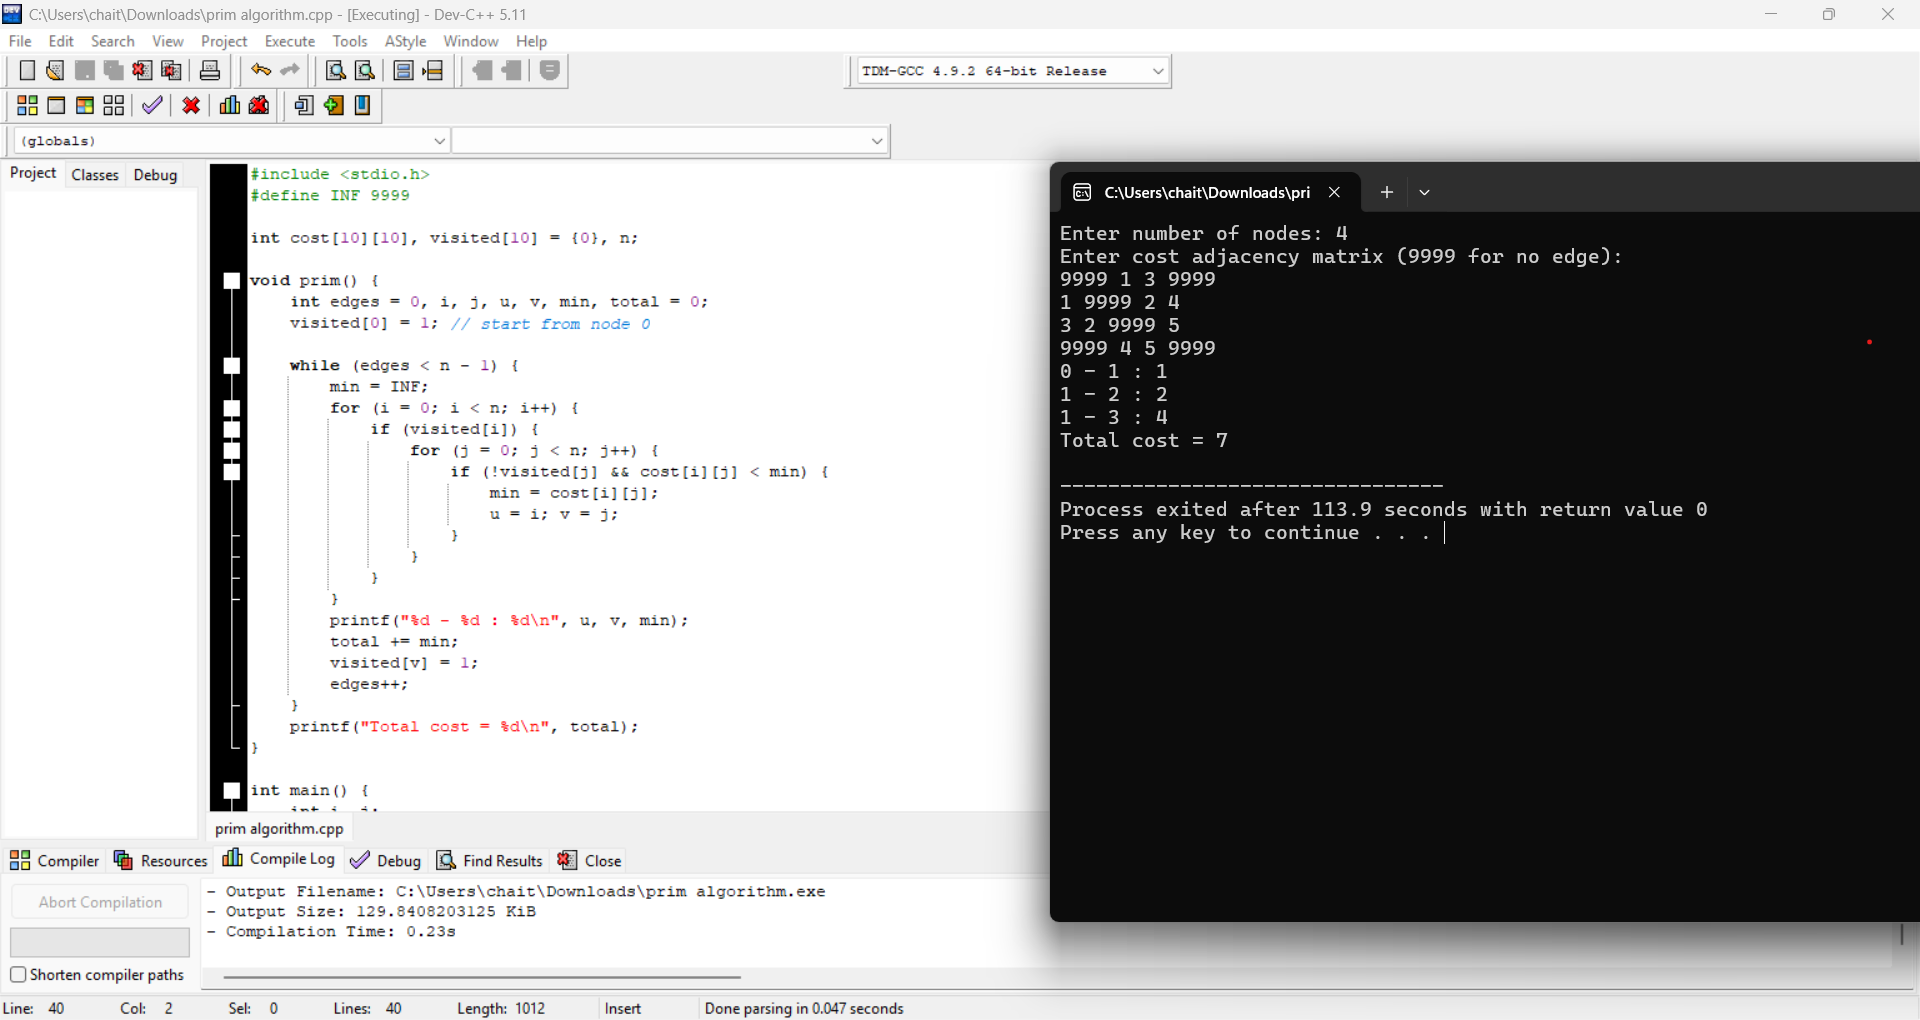 C:\Users\chait\Downloads\prim algorithm.cpp - [Executing] - Dev-C++ 5.11
File Edit Search View Project Execute Tools AStyle Window Help
TDM-GCC 4.9.2 64-bit Release
(globals)
Project Classes Debug
#include <stdio.h>
#define INF 9999
int cost[10][10], visited[10] = {0}, n;
void prim() {
int edges = 0, i, j, u, v, min, total = 0;
visited[0] = 1; // start from node 0
while (edges < n - 1) {
min = INF;
for (i = 0; i < n; i++) {
if (visited[i]) {
for (j = 0; j < n; j++) {
if (!visited[j] && cost[i][j] < min) {
min = cost[i][j];
u = i; v = j;
}
}
}
}
printf("%d - %d : %d\n", u, v, min);
total += min;
visited[v] = 1;
edges++;
}
printf("Total cost = %d\n", total);
}
int main() {
int i, j;
prim algorithm.cpp
C:\Users\chait\Downloads\pri
Enter number of nodes: 4
Enter cost adjacency matrix (9999 for no edge):
9999 1 3 9999
1 9999 2 4
3 2 9999 5
9999 4 5 9999
0 - 1 : 1
1 - 2 : 2
1 - 3 : 4
Total cost = 7
--------------------------------
Process exited after 113.9 seconds with return value 0
Press any key to continue . . .
Compiler Resources Compile Log Debug Find Results Close
Abort Compilation
Shorten compiler paths
- Output Filename: C:\Users\chait\Downloads\prim algorithm.exe
- Output Size: 129.8408203125 KiB
- Compilation Time: 0.23s
Line: 40 Col: 2 Sel: 0 Lines: 40 Length: 1012 Insert Done parsing in 0.047 seconds